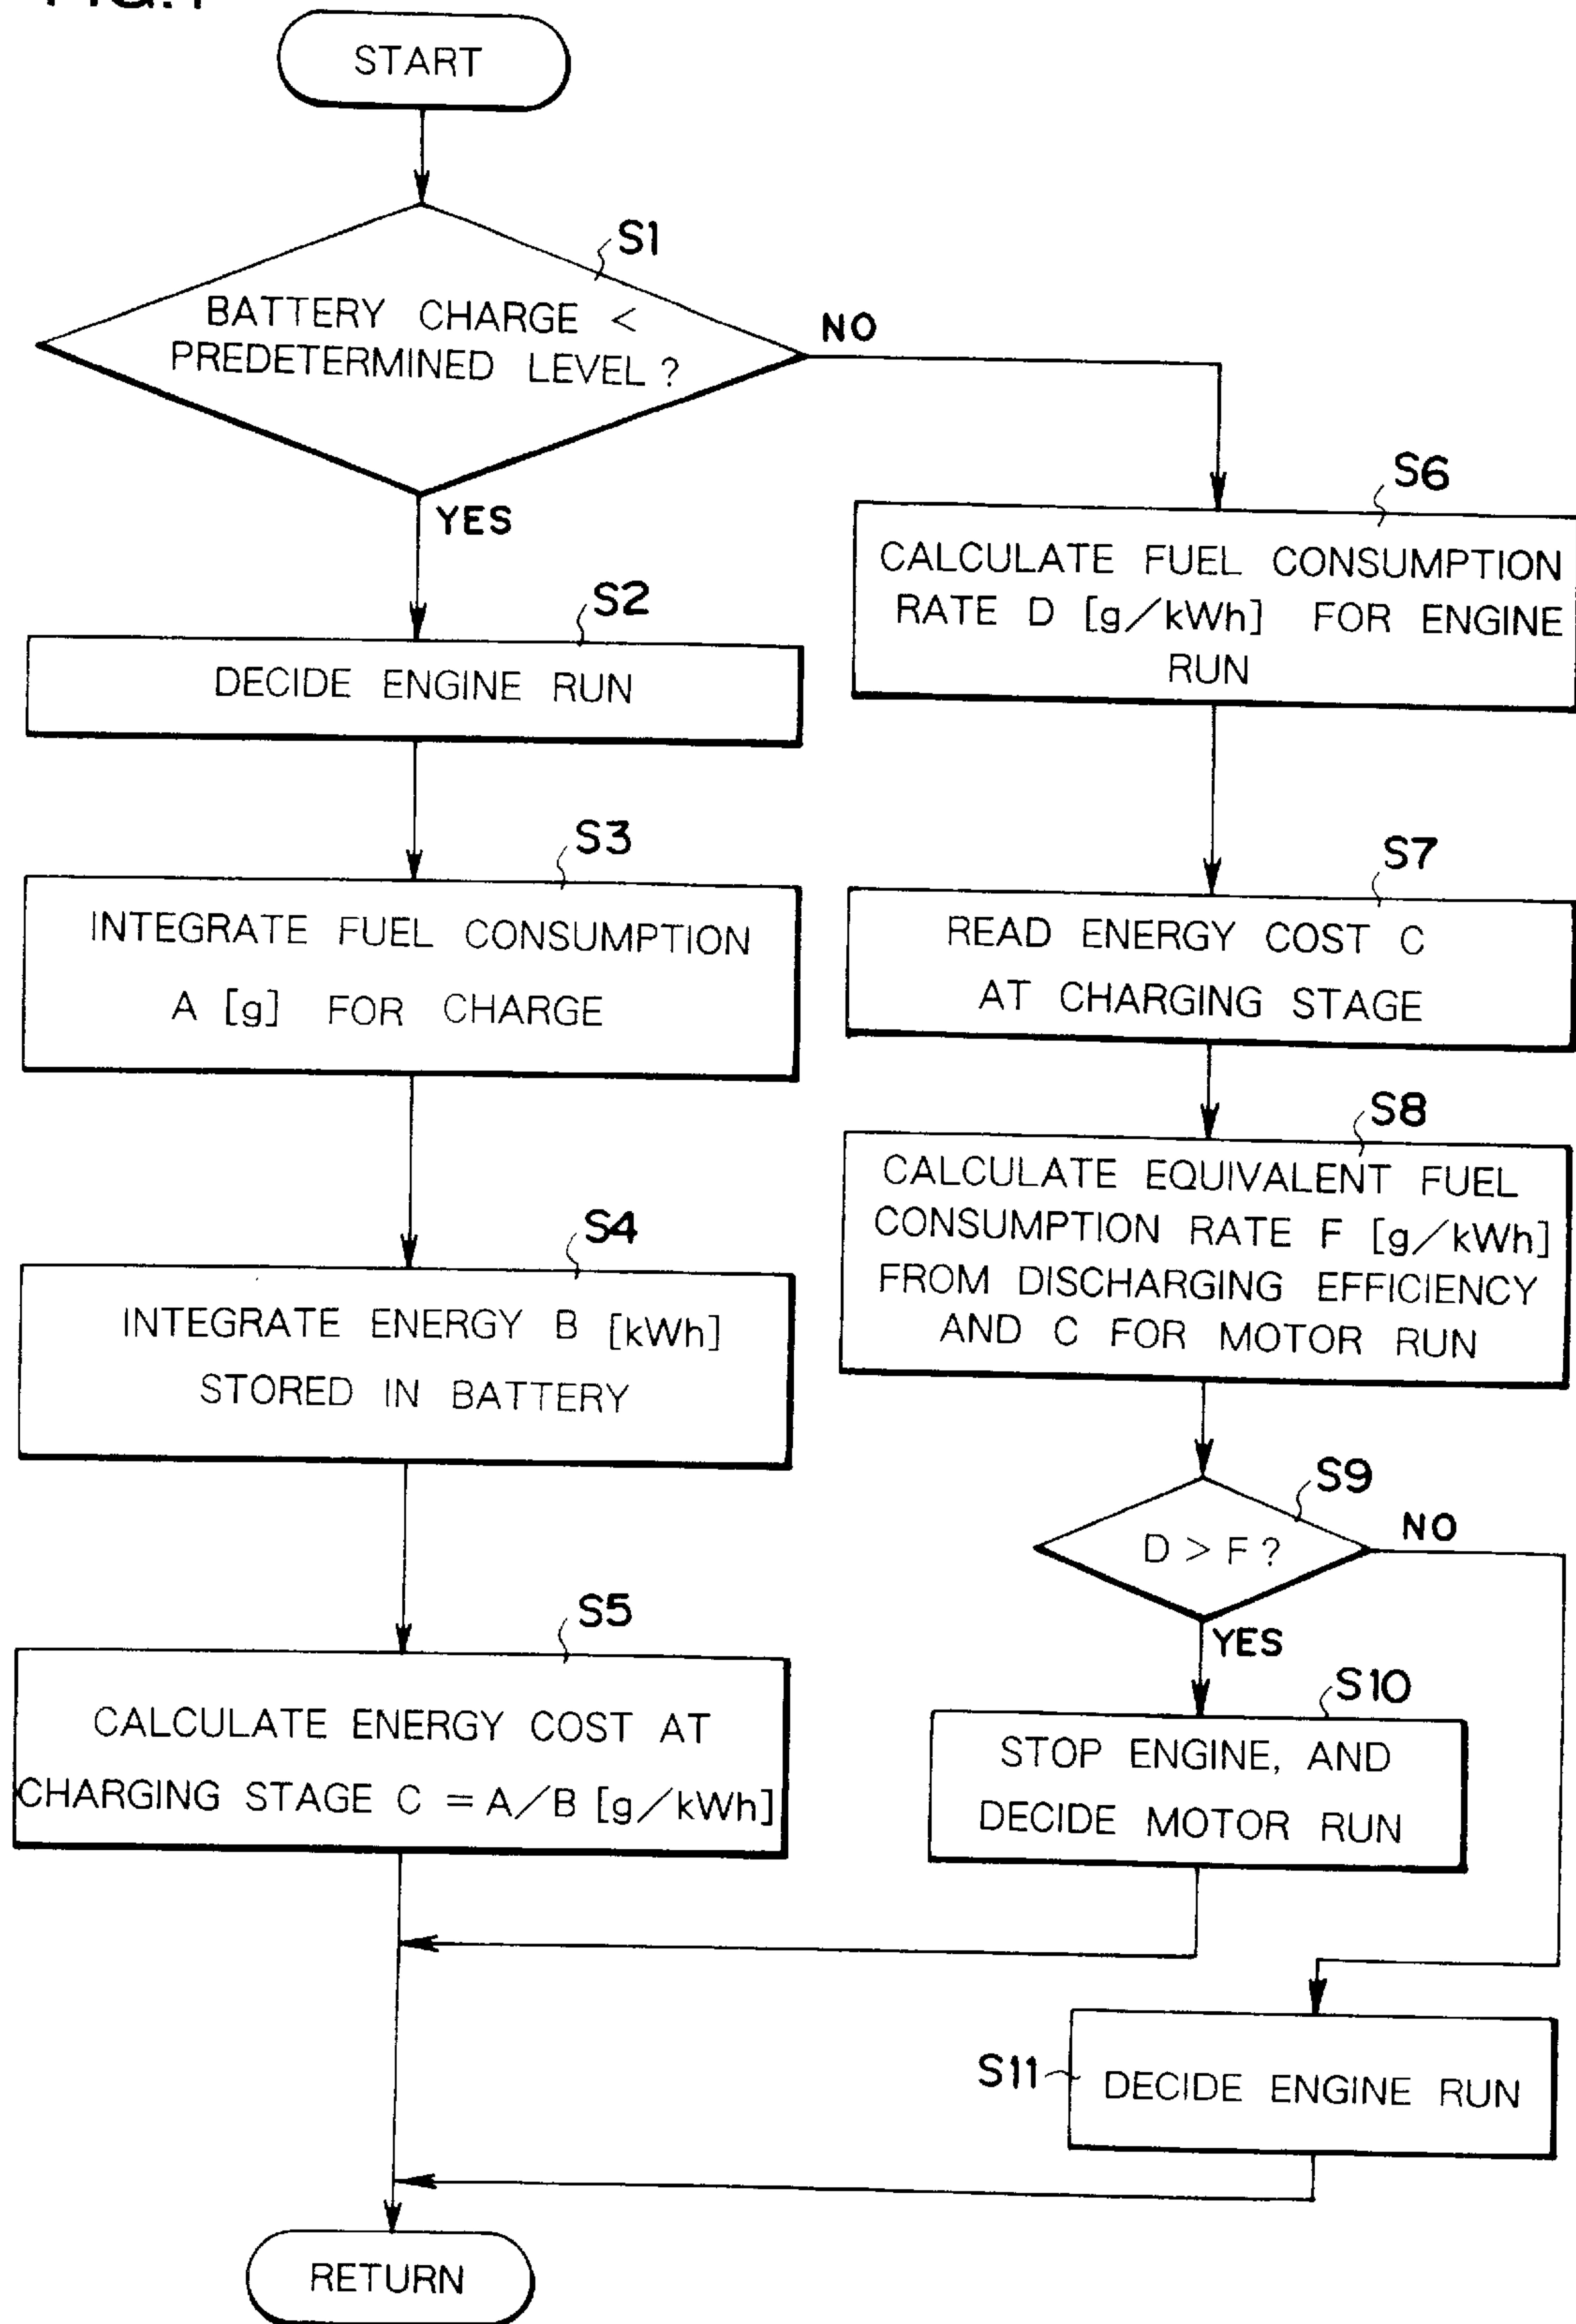 START
S1
BATTERY CHARGE <
PREDETERMINED LEVEL?
NO
YES
S2
DECIDE ENGINE RUN
S3
INTEGRATE FUEL CONSUMPTION
A [g] FOR CHARGE
S4
INTEGRATE ENERGY B [kWh]
STORED IN BATTERY
S5
CALCULATE ENERGY COST AT
CHARGING STAGE C = A/B [g/kWh]
S6
CALCULATE FUEL CONSUMPTION
RATE D [g/kWh] FOR ENGINE
RUN
S7
READ ENERGY COST C
AT CHARGING STAGE
S8
CALCULATE EQUIVALENT FUEL
CONSUMPTION RATE F [g/kWh]
FROM DISCHARGING EFFICIENCY
AND C FOR MOTOR RUN
S9
D > F?
NO
YES
S10
STOP ENGINE, AND
DECIDE MOTOR RUN
S11
DECIDE ENGINE RUN
RETURN